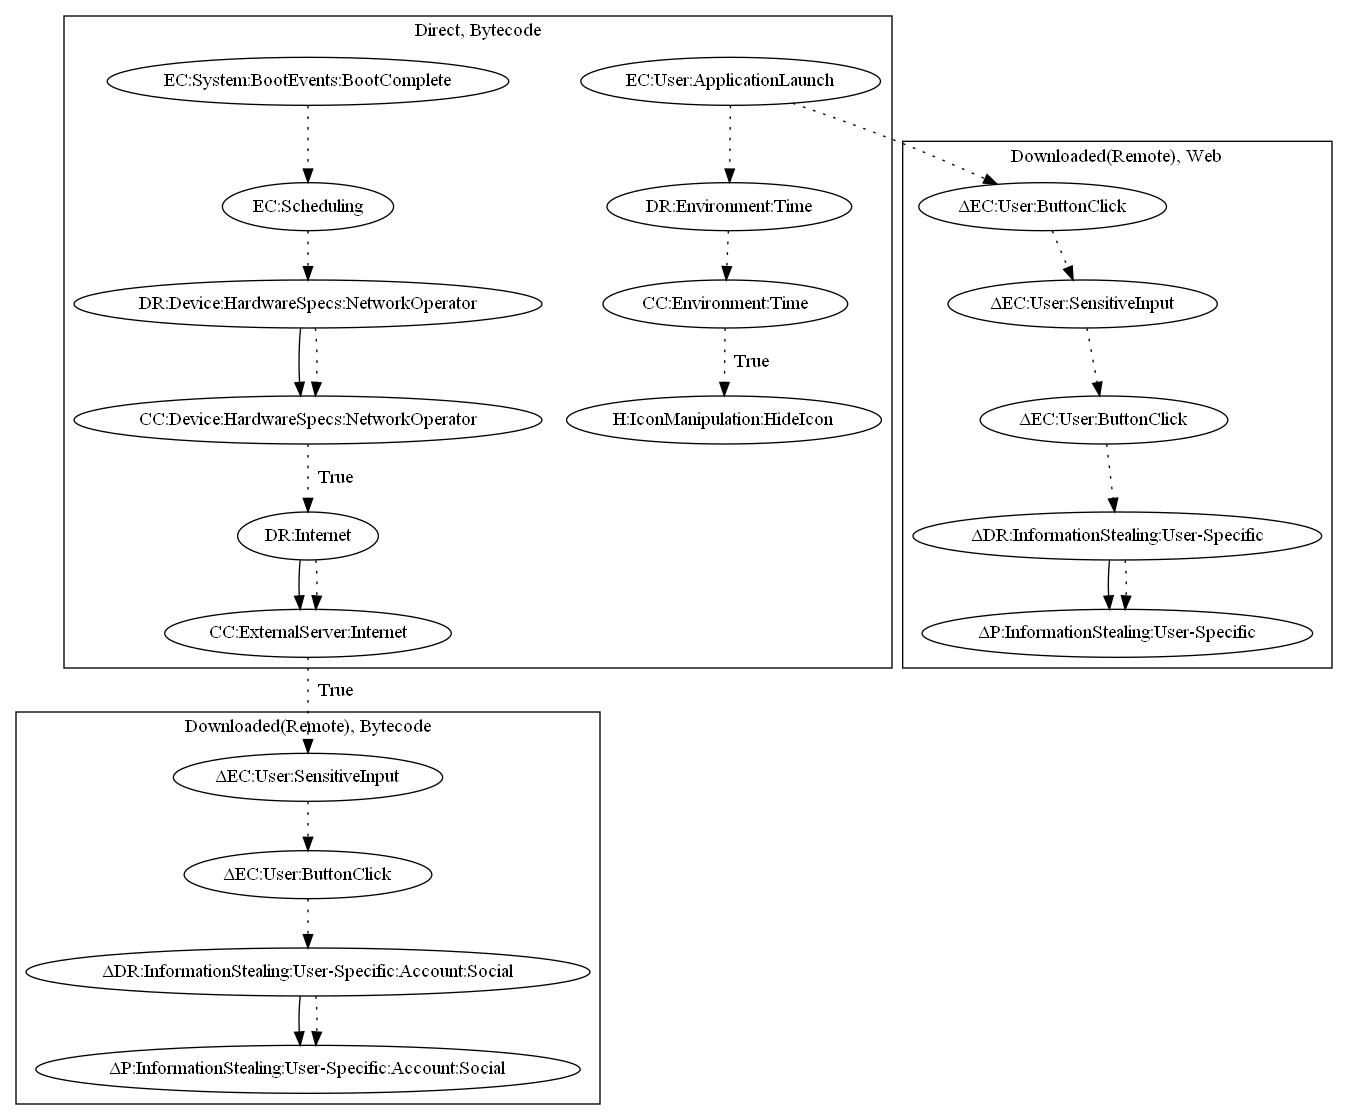 Direct, Bytecode
EC:System:BootEvents:BootComplete
EC:User:ApplicationLaunch
Downloaded(Remote), Web
EC:Scheduling
DR:Environment:Time
ΔEC:User:ButtonClick
DR:Device:HardwareSpecs:NetworkOperator
CC:Environment:Time
ΔEC:User:SensitiveInput
True
CC:Device:HardwareSpecs:NetworkOperator
H:IconManipulation:HideIcon
ΔEC:User:ButtonClick
True
DR:Internet
ΔDR:InformationStealing:User-Specific
CC:ExternalServer:Internet
ΔP:InformationStealing:User-Specific
True
Downloaded(Remote), Bytecode
ΔEC:User:SensitiveInput
ΔEC:User:ButtonClick
ΔDR:InformationStealing:User-Specific:Account:Social
ΔP:InformationStealing:User-Specific:Account:Social